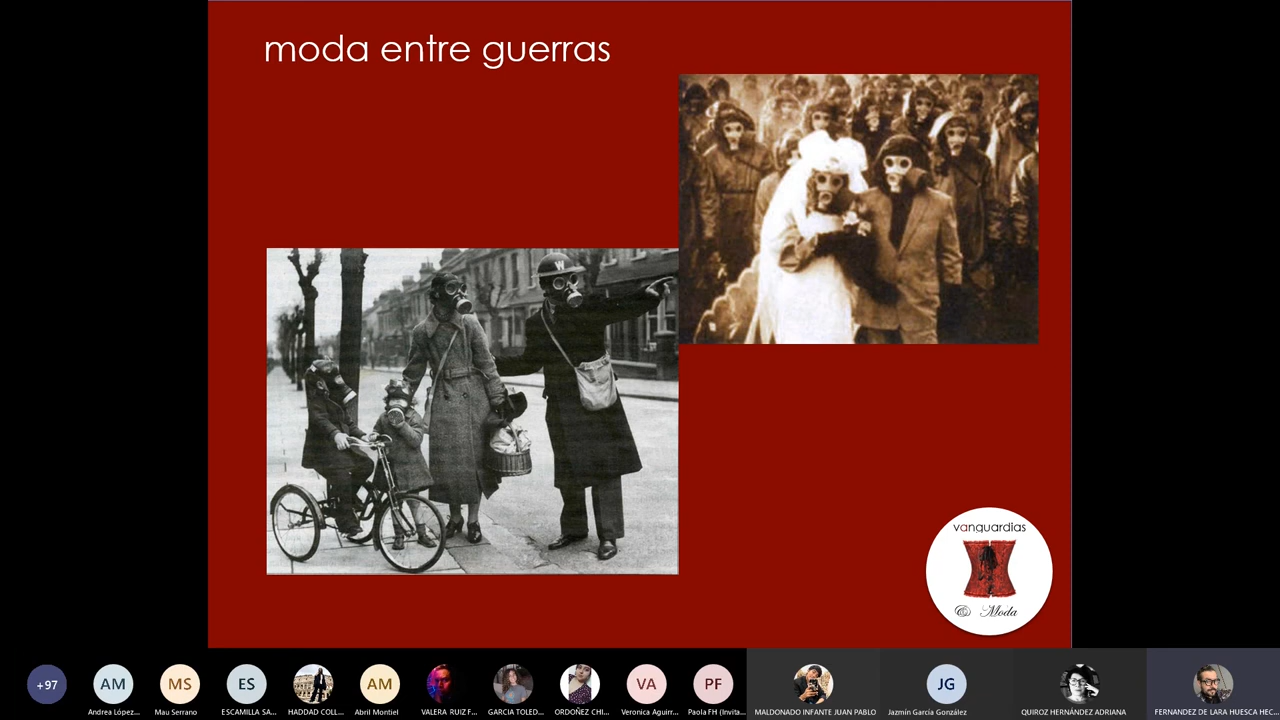 moda entre guerras
W
vanguardias
& Moda
+97
AM
MS
ES
AM
VA
PF
JG
Andrea López...
Mau Serrano
ESCAMILLA SA...
HADDAD COLL...
Abril Montiel
VALERA RUIZ F...
GARCIA TOLED...
ORDOÑEZ CHI...
Veronica Aguirr...
Paola FH (Invita...
MALDONADO INFANTE JUAN PABLO
Jazmín García González
QUIROZ HERNÁNDEZ ADRIANA
FERNANDEZ DE LARA HUESCA HEC...